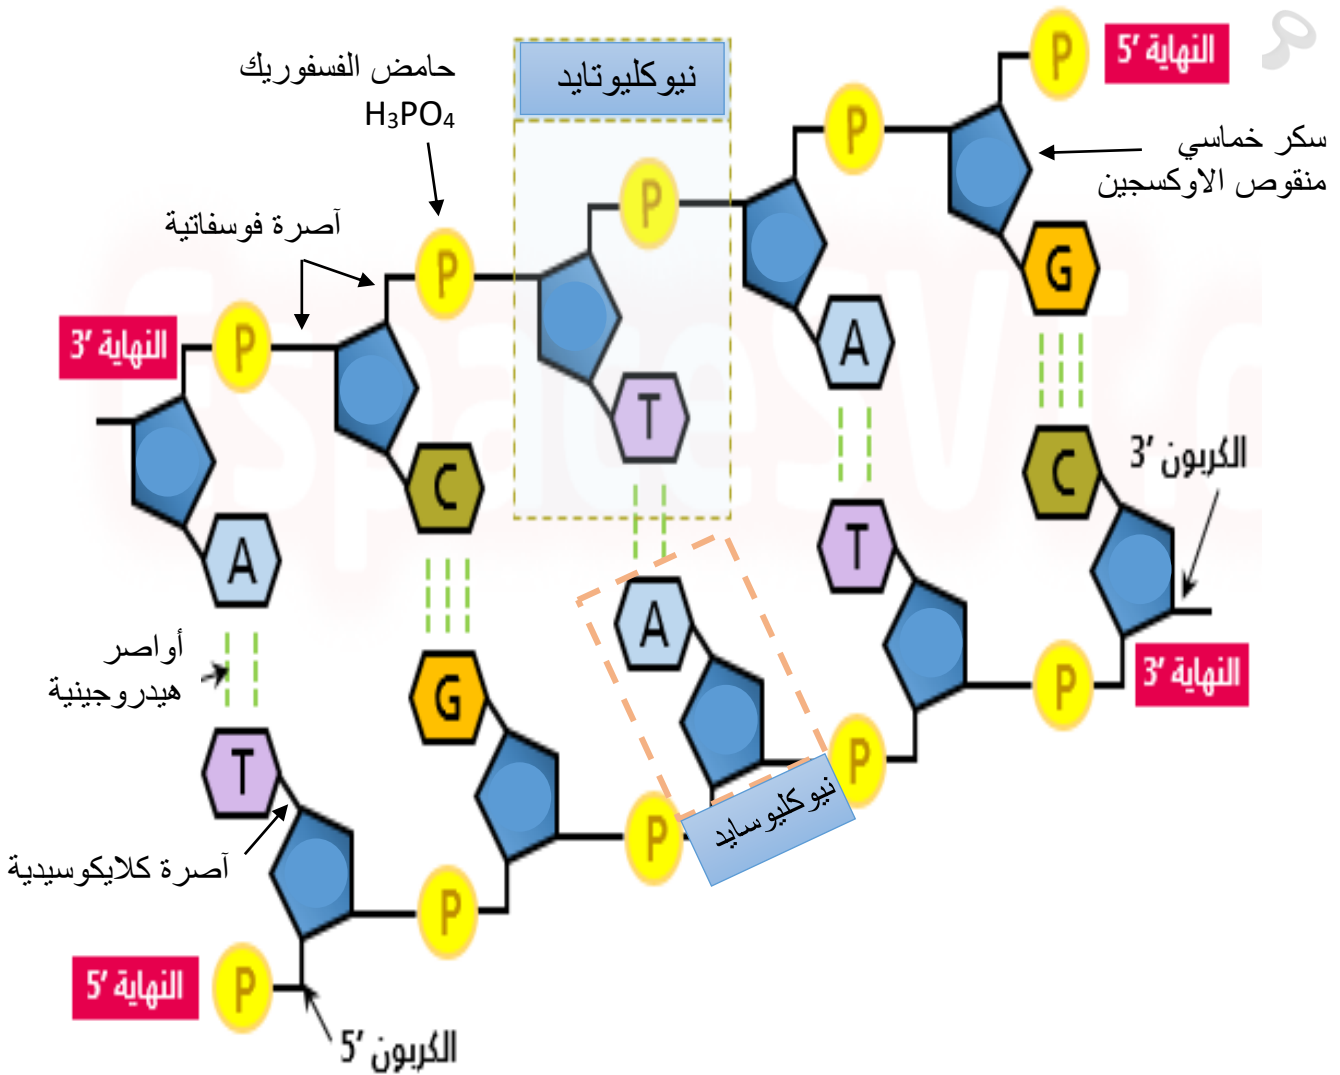 النهاية ′5
P
نيوكليوتايد
حامض الفسفوريك
H₃PO₄
سكر خماسي
منقوص الاوكسجين
P
P
آصرة فوسفاتية
P
G
النهاية ′3
P
A
T
الكربون ′3
C
C
A
T
A
أواصر
هيدروجينية
G
النهاية ′3
P
T
P
نيوكليوسايد
P
آصرة كلايكوسيدية
P
النهاية ′5
P
الكربون ′5